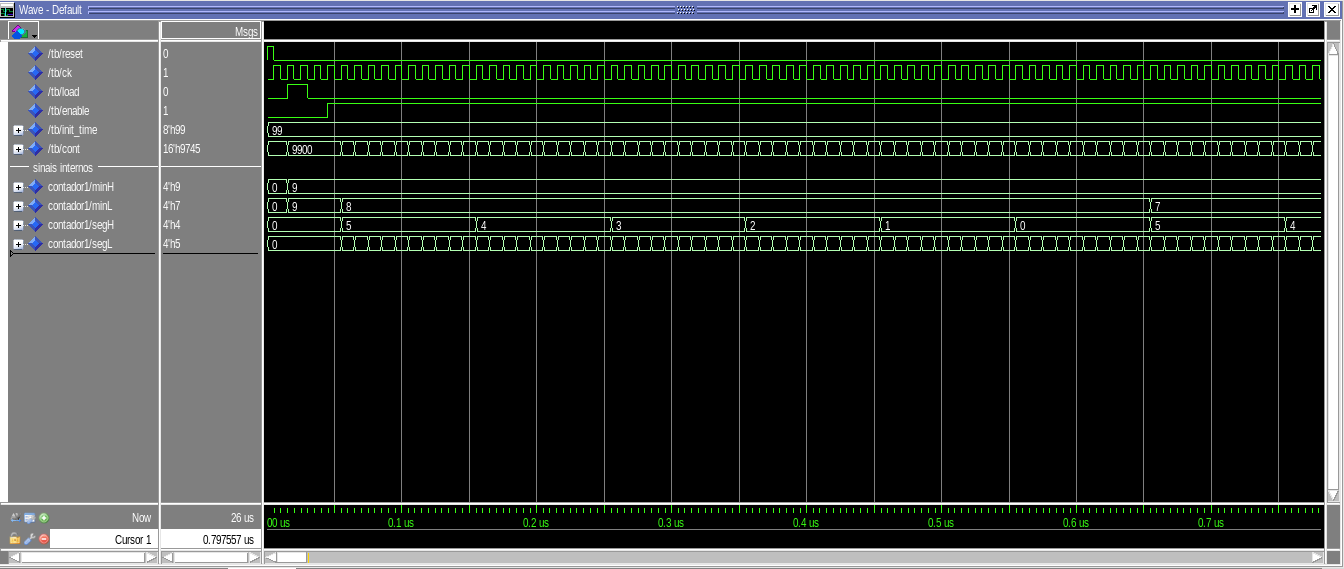 Wave - Default
Msgs
/tb/reset 0
/tb/ck 1
/tb/load 0
/tb/enable 1
/tb/init_time 8'h99 99
/tb/cont 16'h9745 9900
sinais internos
contador1/minH 4'h9 0 9
contador1/minL 4'h7 0 9 8 7
contador1/segH 4'h4 0 5 4 3 2 1 0 5 4
contador1/segL 4'h5 0
Now 26 us 00 us 0.1 us 0.2 us 0.3 us 0.4 us 0.5 us 0.6 us 0.7 us
Cursor 1 0.797557 us